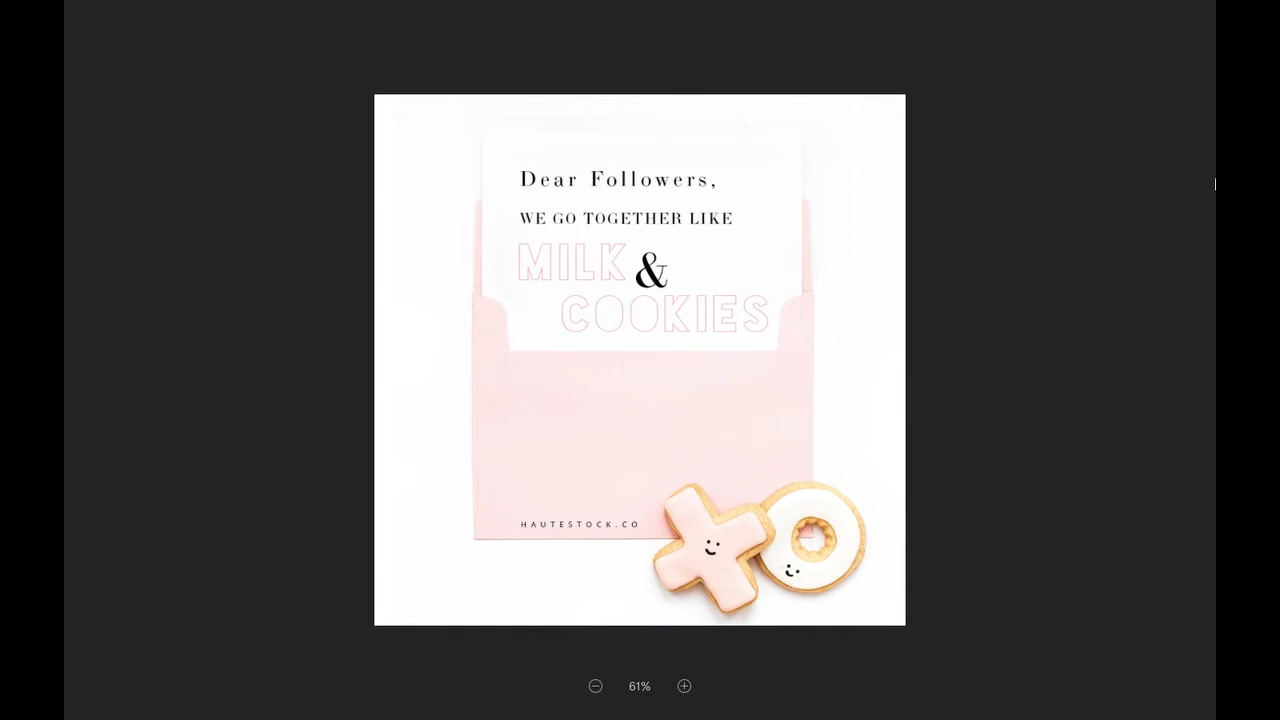 Dear Followers,
WE GO TOGETHER LIKE
MILK &
COOKIES
HAUTESTOCK.CO
61%